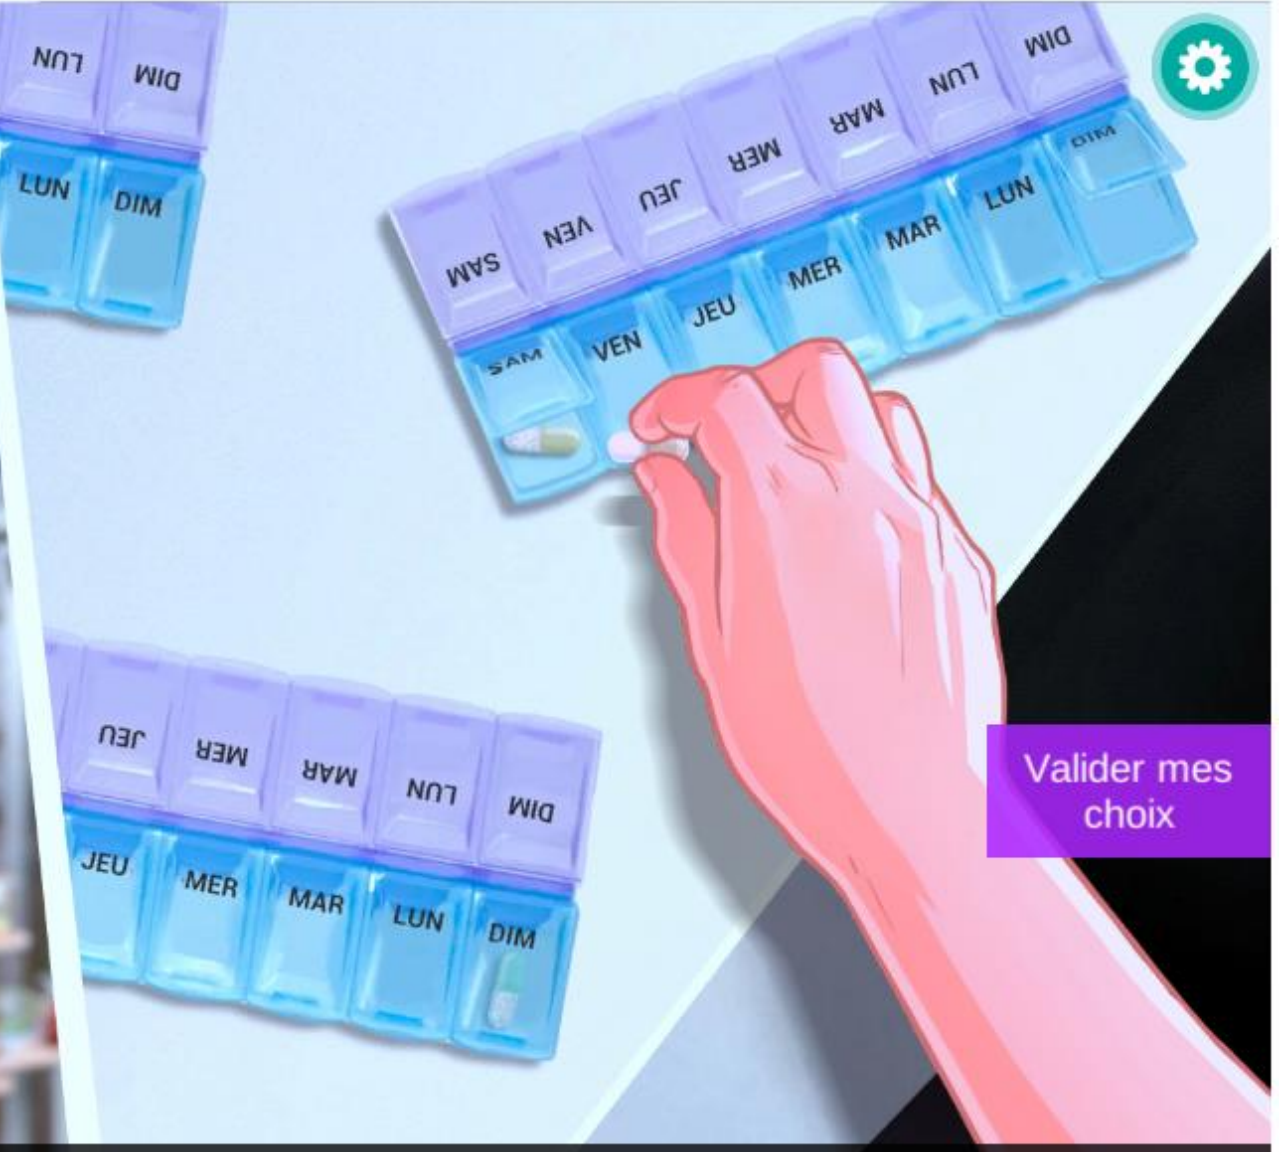 LUN DIM
LUN DIM
SAM VEN JEU MER MAR LUN DIM
SAM VEN JEU MER MAR LUN DIM
JEU MER MAR LUN DIM
JEU MER MAR LUN DIM
Valider mes
choix